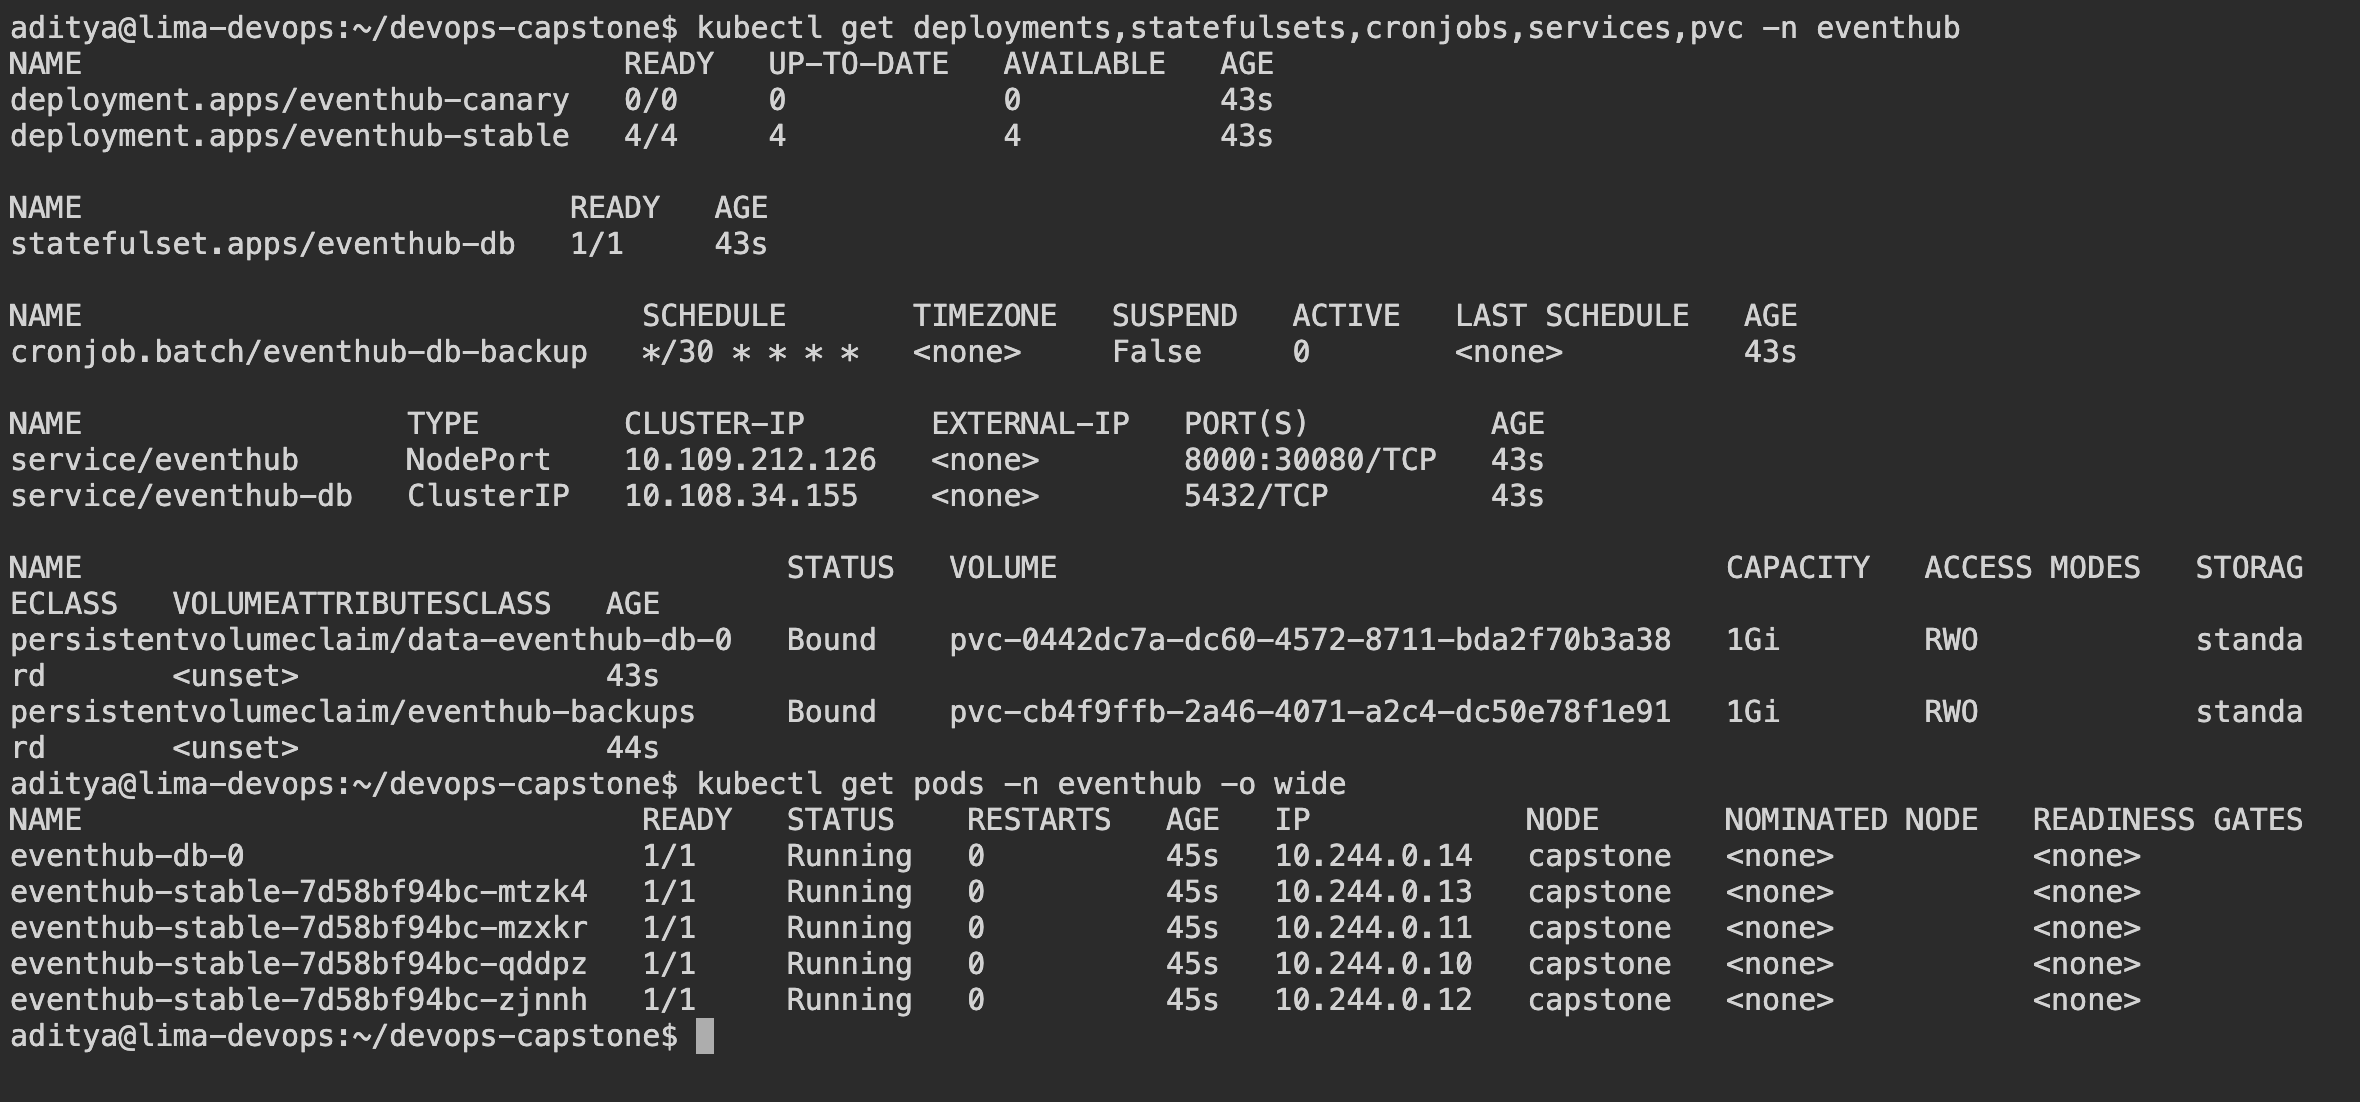 aditya@lima-devops:~/devops-capstone$ kubectl get deployments,statefulsets,cronjobs,services,pvc -n eventhub
NAME                              READY   UP-TO-DATE   AVAILABLE   AGE
deployment.apps/eventhub-canary   0/0     0            0           43s
deployment.apps/eventhub-stable   4/4     4            4           43s

NAME                           READY   AGE
statefulset.apps/eventhub-db   1/1     43s

NAME                               SCHEDULE       TIMEZONE   SUSPEND   ACTIVE   LAST SCHEDULE   AGE
cronjob.batch/eventhub-db-backup   */30 * * * *   <none>     False     0        <none>          43s

NAME                  TYPE        CLUSTER-IP       EXTERNAL-IP   PORT(S)          AGE
service/eventhub      NodePort    10.109.212.126   <none>        8000:30080/TCP   43s
service/eventhub-db   ClusterIP   10.108.34.155    <none>        5432/TCP         43s

NAME                                       STATUS   VOLUME                                     CAPACITY   ACCESS MODES   STORAG
ECLASS   VOLUMEATTRIBUTESCLASS   AGE
persistentvolumeclaim/data-eventhub-db-0   Bound    pvc-0442dc7a-dc60-4572-8711-bda2f70b3a38   1Gi        RWO            standa
rd       <unset>                 43s
persistentvolumeclaim/eventhub-backups     Bound    pvc-cb4f9ffb-2a46-4071-a2c4-dc50e78f1e91   1Gi        RWO            standa
rd       <unset>                 44s
aditya@lima-devops:~/devops-capstone$ kubectl get pods -n eventhub -o wide
NAME                               READY   STATUS    RESTARTS   AGE   IP            NODE       NOMINATED NODE   READINESS GATES
eventhub-db-0                      1/1     Running   0          45s   10.244.0.14   capstone   <none>           <none>
eventhub-stable-7d58bf94bc-mtzk4   1/1     Running   0          45s   10.244.0.13   capstone   <none>           <none>
eventhub-stable-7d58bf94bc-mzxkr   1/1     Running   0          45s   10.244.0.11   capstone   <none>           <none>
eventhub-stable-7d58bf94bc-qddpz   1/1     Running   0          45s   10.244.0.10   capstone   <none>           <none>
eventhub-stable-7d58bf94bc-zjnnh   1/1     Running   0          45s   10.244.0.12   capstone   <none>           <none>
aditya@lima-devops:~/devops-capstone$